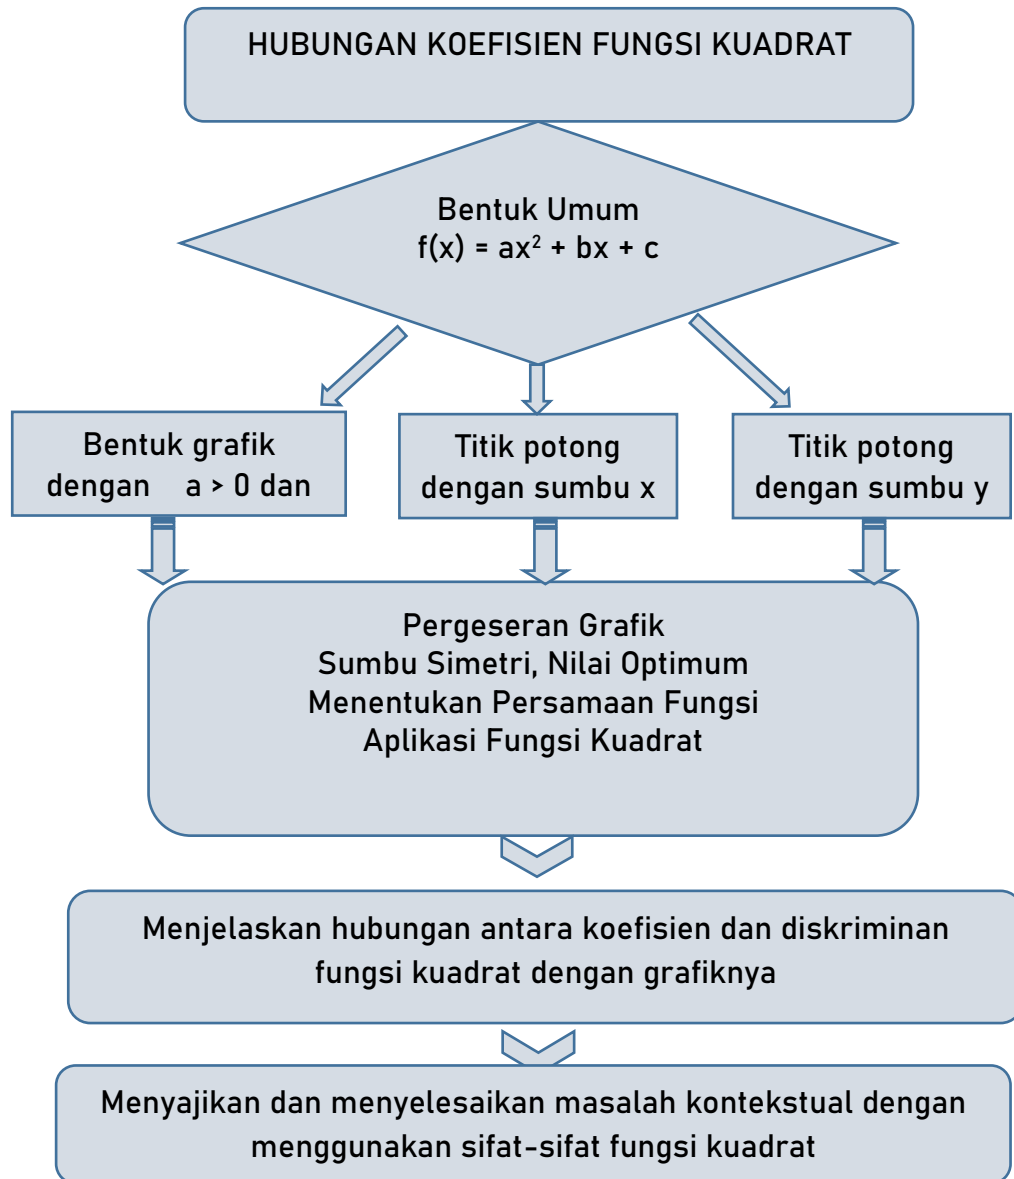 HUBUNGAN KOEFISIEN FUNGSI KUADRAT
Bentuk Umum
f(x) = ax² + bx + c
Bentuk grafik
dengan a > 0 dan
Titik potong
dengan sumbu x
Titik potong
dengan sumbu y
Pergeseran Grafik
Sumbu Simetri, Nilai Optimum
Menentukan Persamaan Fungsi
Aplikasi Fungsi Kuadrat
Menjelaskan hubungan antara koefisien dan diskriminan
fungsi kuadrat dengan grafiknya
Menyajikan dan menyelesaikan masalah kontekstual dengan
menggunakan sifat-sifat fungsi kuadrat